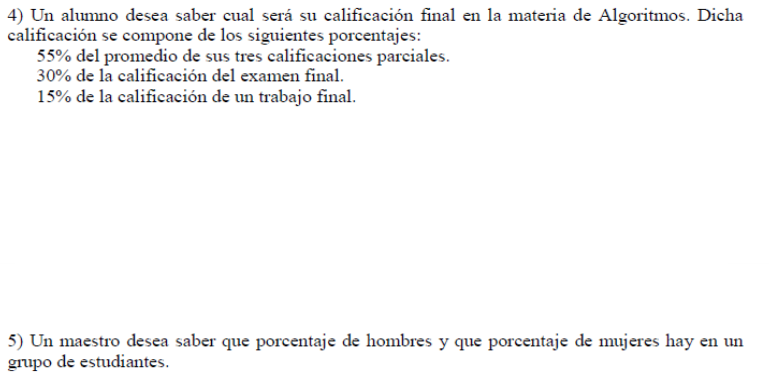 4) Un alumno desea saber cual será su calificación final en la materia de Algoritmos. Dicha
calificación se compone de los siguientes porcentajes:
55% del promedio de sus tres calificaciones parciales.
30% de la calificación del examen final.
15% de la calificación de un trabajo final.
5) Un maestro desea saber que porcentaje de hombres y que porcentaje de mujeres hay en un
grupo de estudiantes.